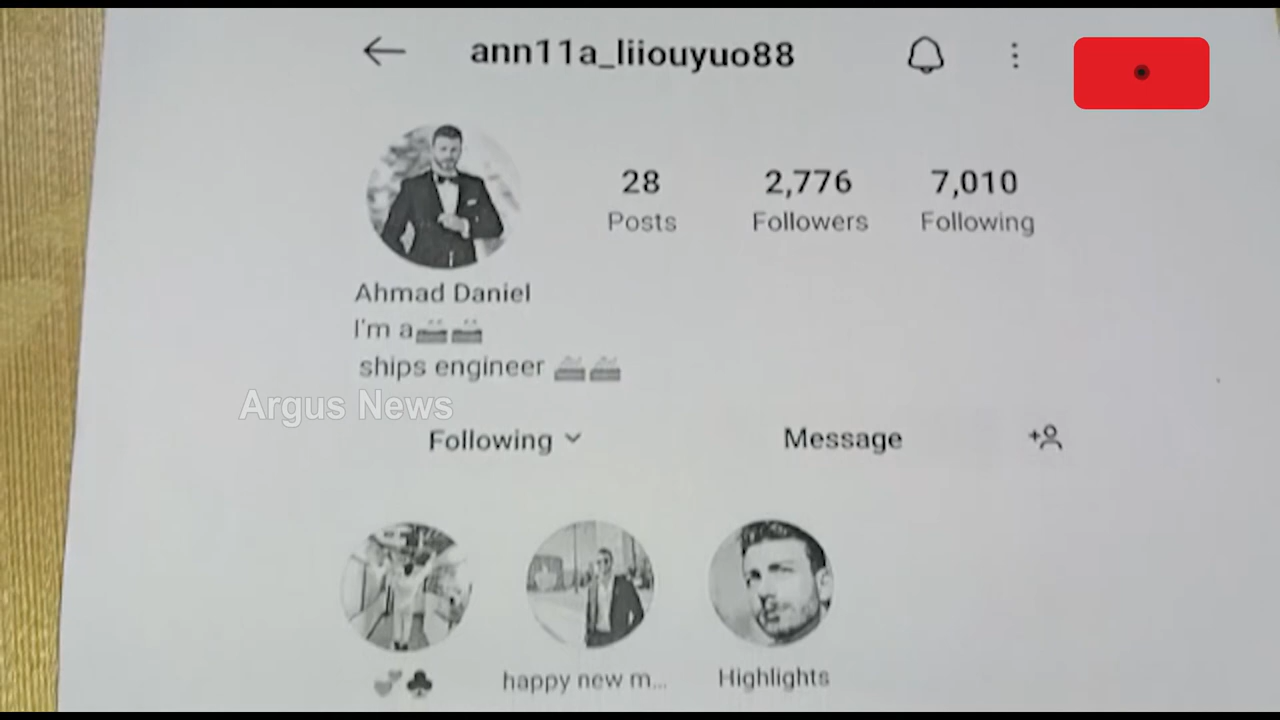 ann11a_liiouyuo88
28 2,776 7,010
Posts Followers Following
Ahmad Daniel
I'm a
ships engineer
Argus News
Following Message
happy new m... Highlights